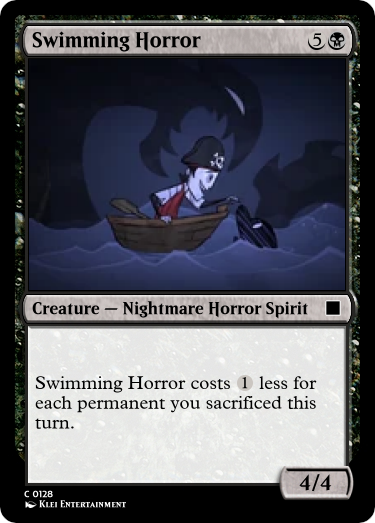 Swimming Horror 5
Creature — Nightmare Horror Spirit
Swimming Horror costs 1 less for
each permanent you sacrificed this
turn.
4/4
C 0128
Klei Entertainment